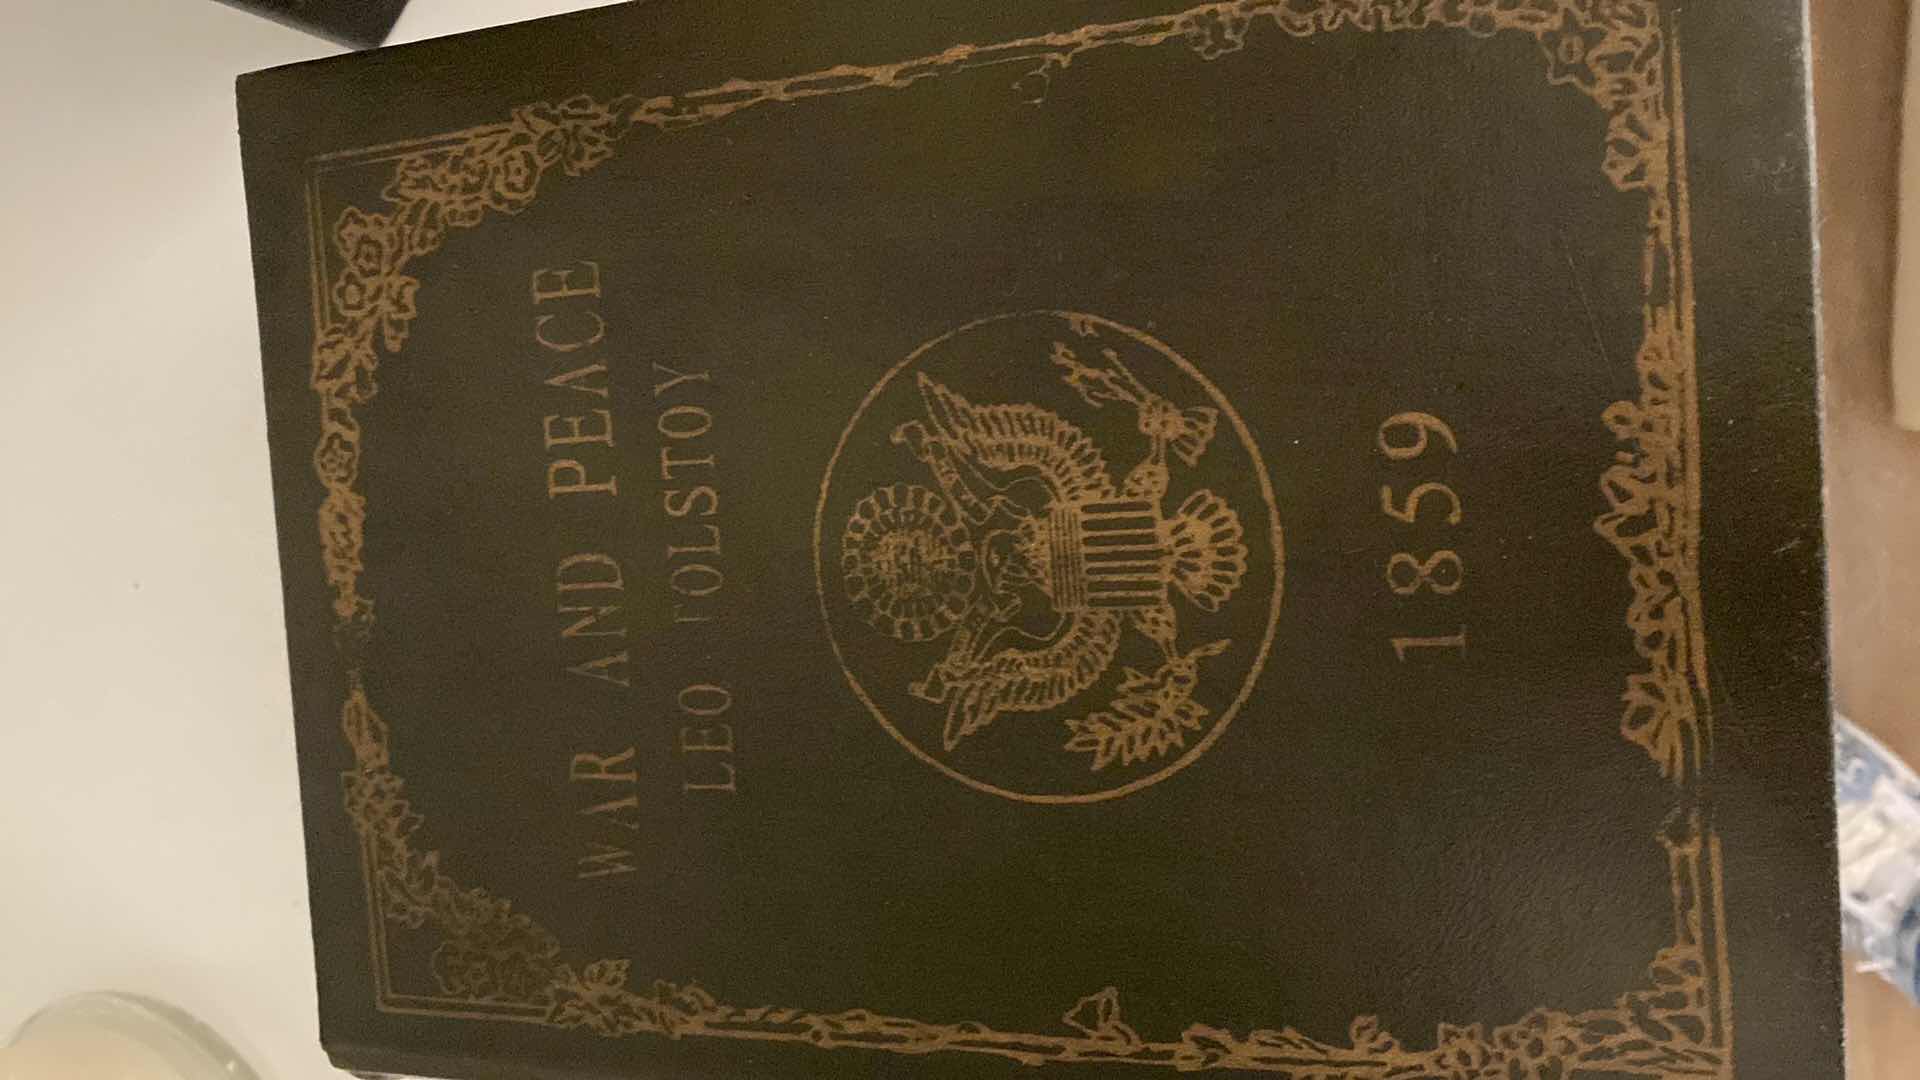 WAR AND PEACE
LEO TOLSTOY
1859